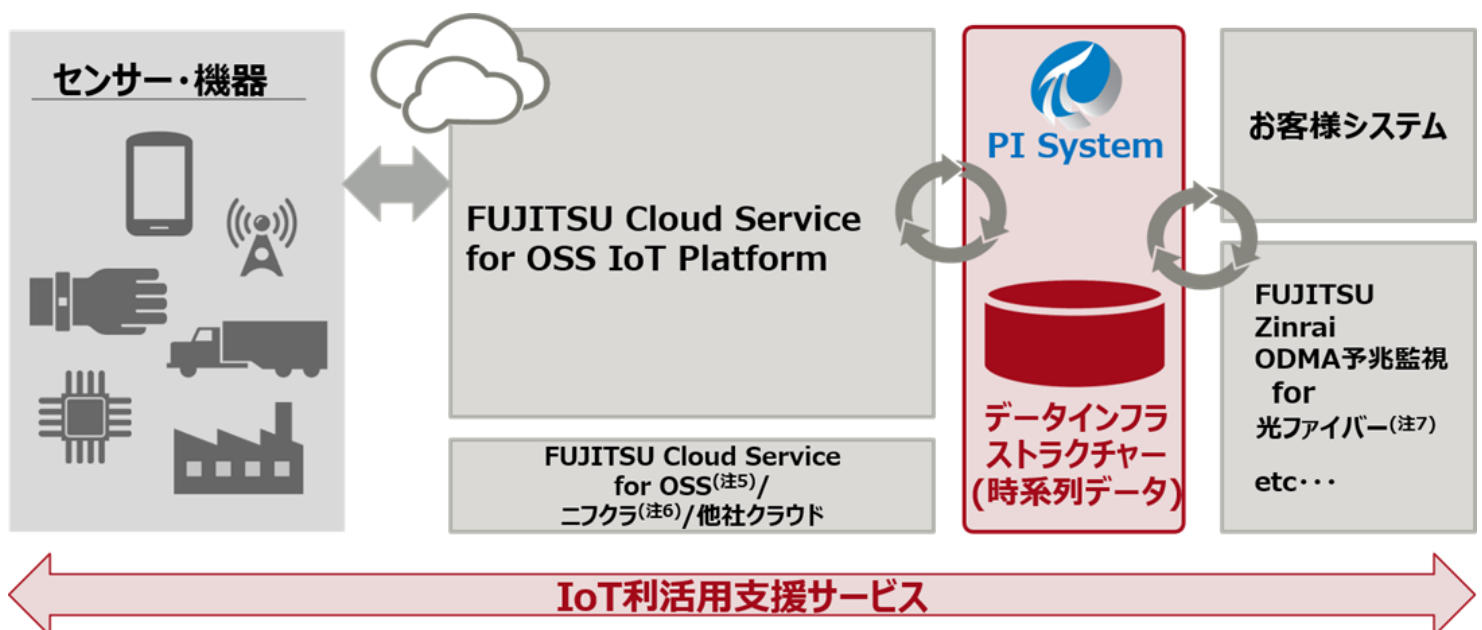 センサー・機器
FUJITSU Cloud Service
for OSS IoT Platform
FUJITSU Cloud Service
for OSS(注5)/
ニフクラ(注6)/他社クラウド
PI System
データインフラ
ストラクチャー
(時系列データ)
お客様システム
FUJITSU
Zinrai
ODMA予兆監視
for
光ファイバー(注7)
etc・・・
IoT利活用支援サービス